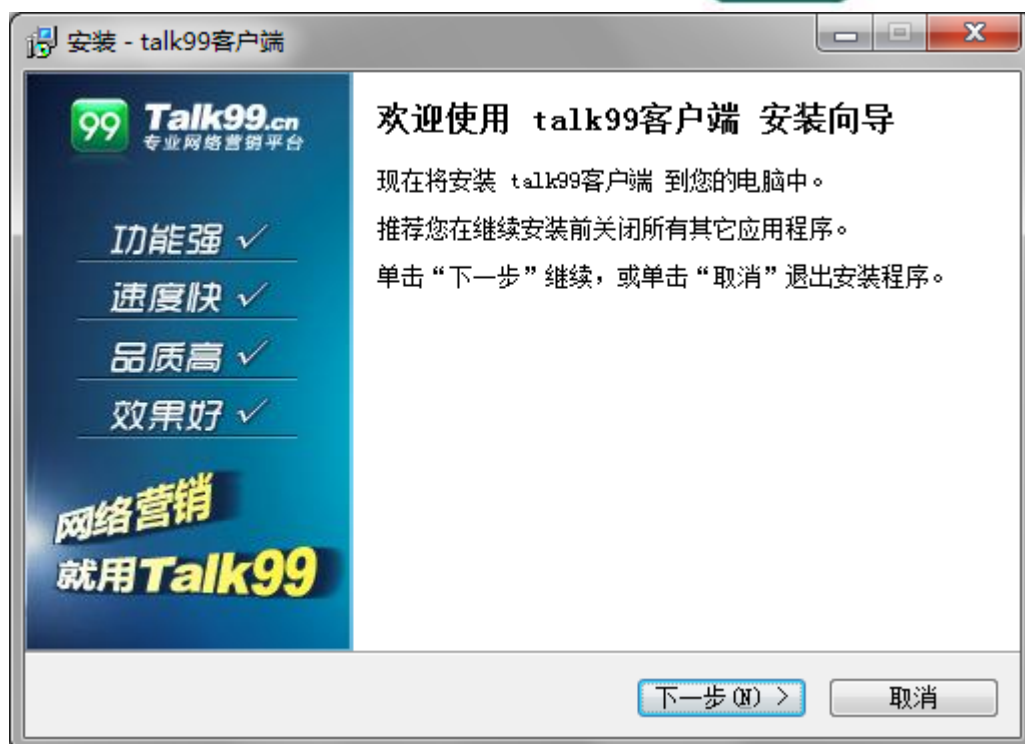 安装 - talk99客户端
99 Talk99.cn
专业网络营销平台
功能强
速度快
品质高
效果好
网络营销
就用Talk99
欢迎使用 talk99客户端 安装向导
现在将安装 talk99客户端 到您的电脑中。
推荐您在继续安装前关闭所有其它应用程序。
单击“下一步”继续，或单击“取消”退出安装程序。
下一步(N) >
取消